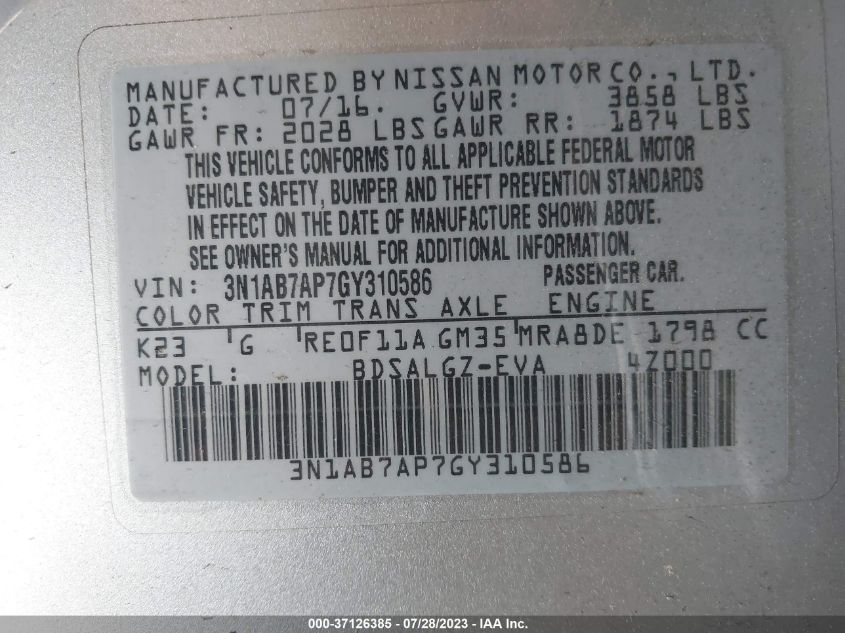 MANUFACTURED BY NISSAN MOTOR CO., LTD.
DATE: 07/16. GVWR: 3858 LBS
GAWR FR: 2028 LBS GAWR RR: 1874 LBS
THIS VEHICLE CONFORMS TO ALL APPLICABLE FEDERAL MOTOR
VEHICLE SAFETY, BUMPER AND THEFT PREVENTION STANDARDS
IN EFFECT ON THE DATE OF MANUFACTURE SHOWN ABOVE.
SEE OWNER'S MANUAL FOR ADDITIONAL INFORMATION.
VIN: 3N1AB7AP7GY310586 PASSENGER CAR.
COLOR TRIM TRANS AXLE ENGINE
K23 G RE0F11A GM35 MRA8DE 1798 CC
MODEL: BDSALGZ-EVA 4Z000
3N1AB7AP7GY310586
000-37126385 - 07/28/2023 - IAA Inc.